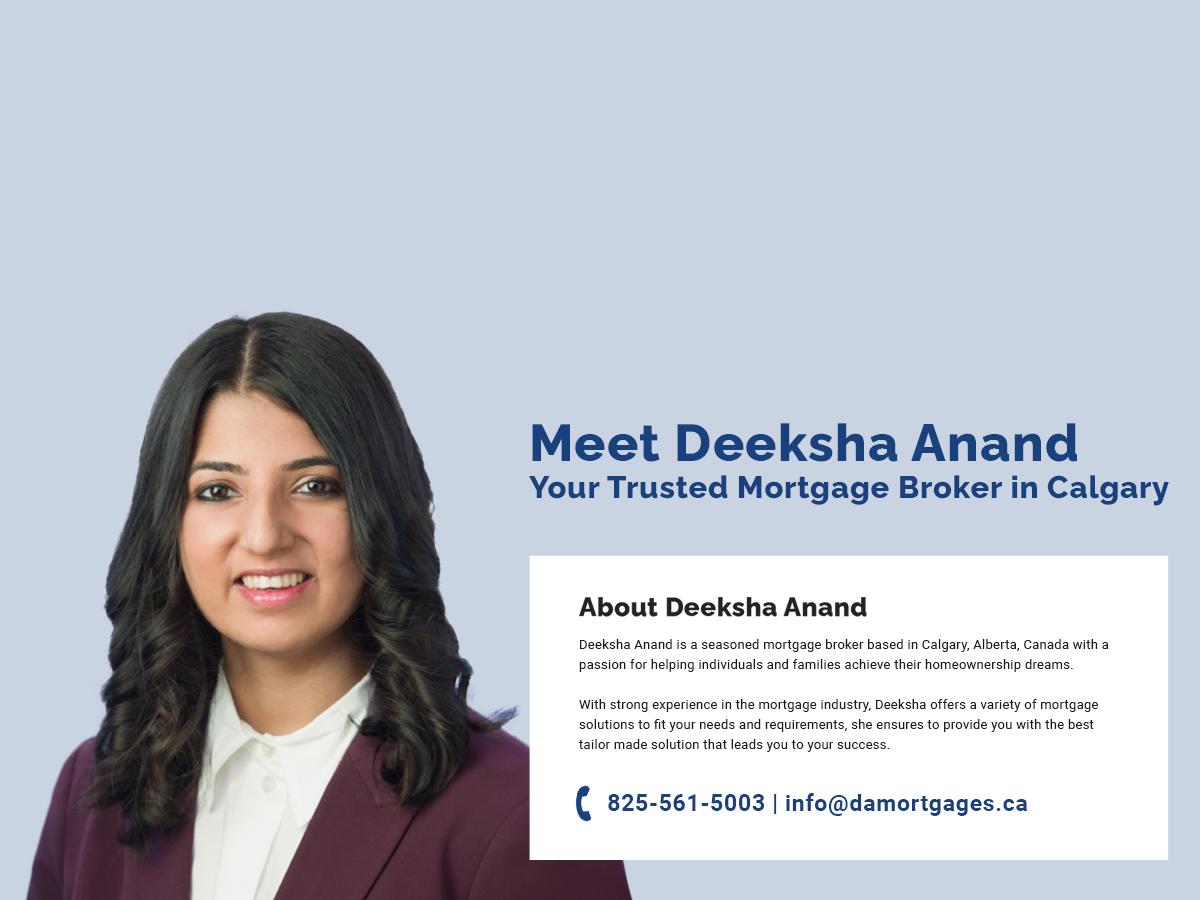 Meet Deeksha Anand
Your Trusted Mortgage Broker in Calgary
About Deeksha Anand
Deeksha Anand is a seasoned mortgage broker based in Calgary, Alberta, Canada with a
passion for helping individuals and families achieve their homeownership dreams.
With strong experience in the mortgage industry, Deeksha offers a variety of mortgage
solutions to fit your needs and requirements, she ensures to provide you with the best
tailor made solution that leads you to your success.
825-561-5003 | info@damortgages.ca